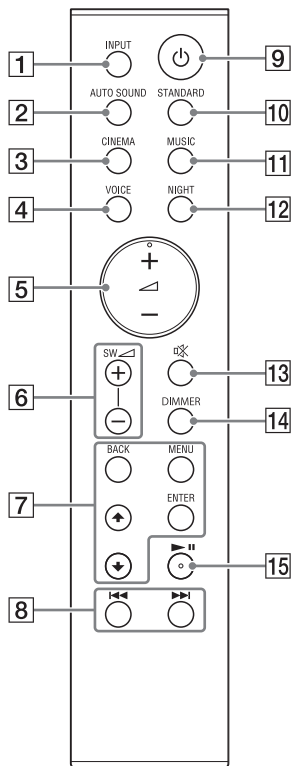 INPUT
1
9
AUTO SOUND STANDARD
2
10
CINEMA MUSIC
3
11
VOICE NIGHT
4
12
+
5
−
SW
+
13
6
DIMMER
−
14
BACK MENU
7
ENTER
15
8